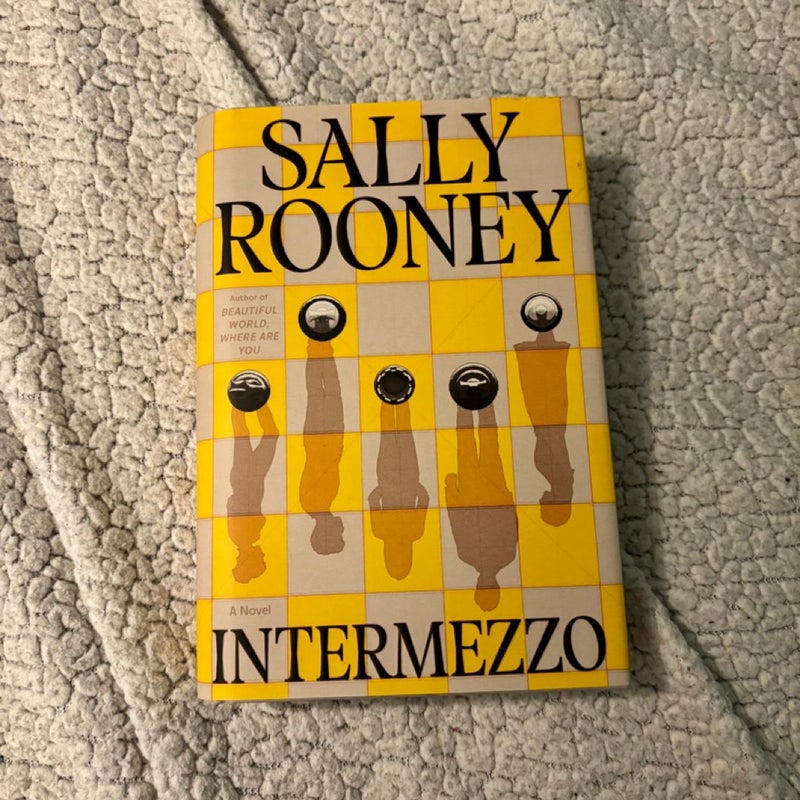 SALLY
ROONEY
Author of
BEAUTIFUL
WORLD,
WHERE ARE
YOU
A Novel
INTERMEZZO